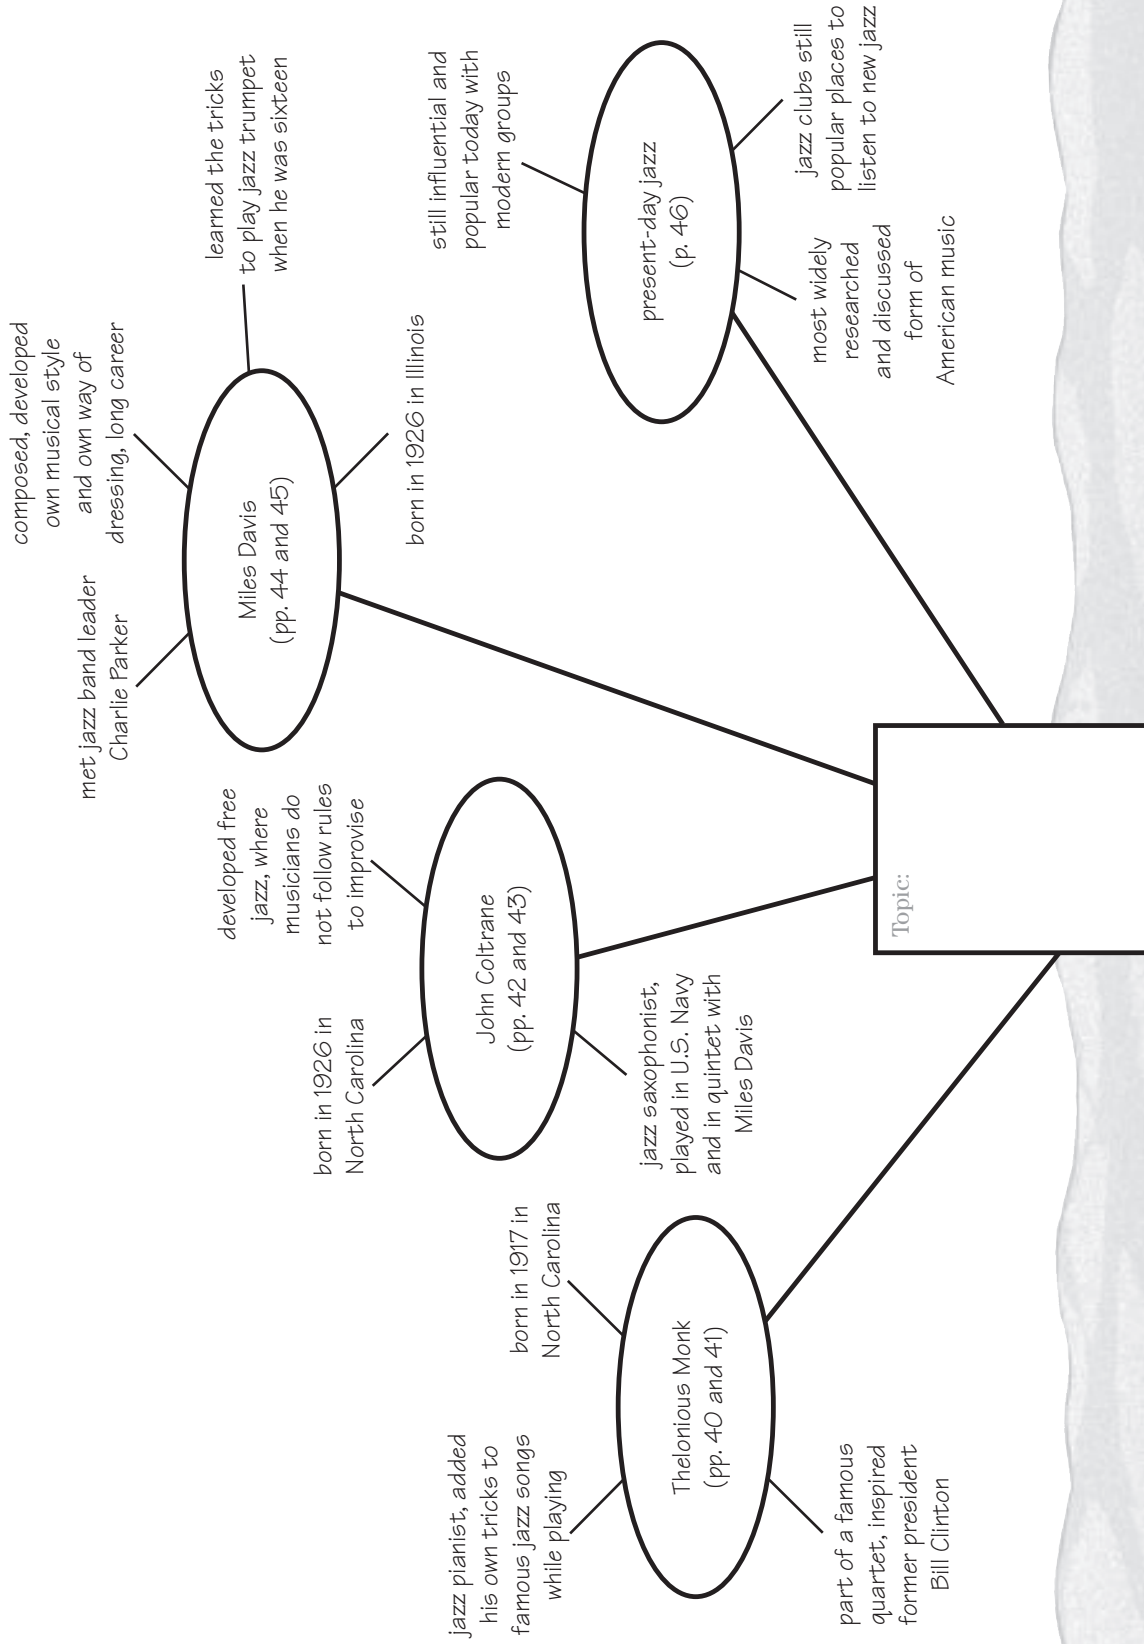 jazz pianist, added
his own tricks to
famous jazz songs
while playing
born in 1917 in
North Carolina
Thelonious Monk
(pp. 40 and 41)
part of a famous
quartet, inspired
former president
Bill Clinton
born in 1926 in
North Carolina
developed free
jazz, where
musicians do
not follow rules
to improvise
John Coltrane
(pp. 42 and 43)
jazz saxophonist,
played in U.S. Navy
and in quintet with
Miles Davis
met jazz band leader
Charlie Parker
composed, developed
own musical style
and own way of
dressing, long career
learned the tricks
to play jazz trumpet
when he was sixteen
Miles Davis
(pp. 44 and 45)
born in 1926 in Illinois
still influential and
popular today with
modern groups
present-day jazz
(p. 46)
most widely
researched
and discussed
form of
American music
jazz clubs still
popular places to
listen to new jazz
Topic: